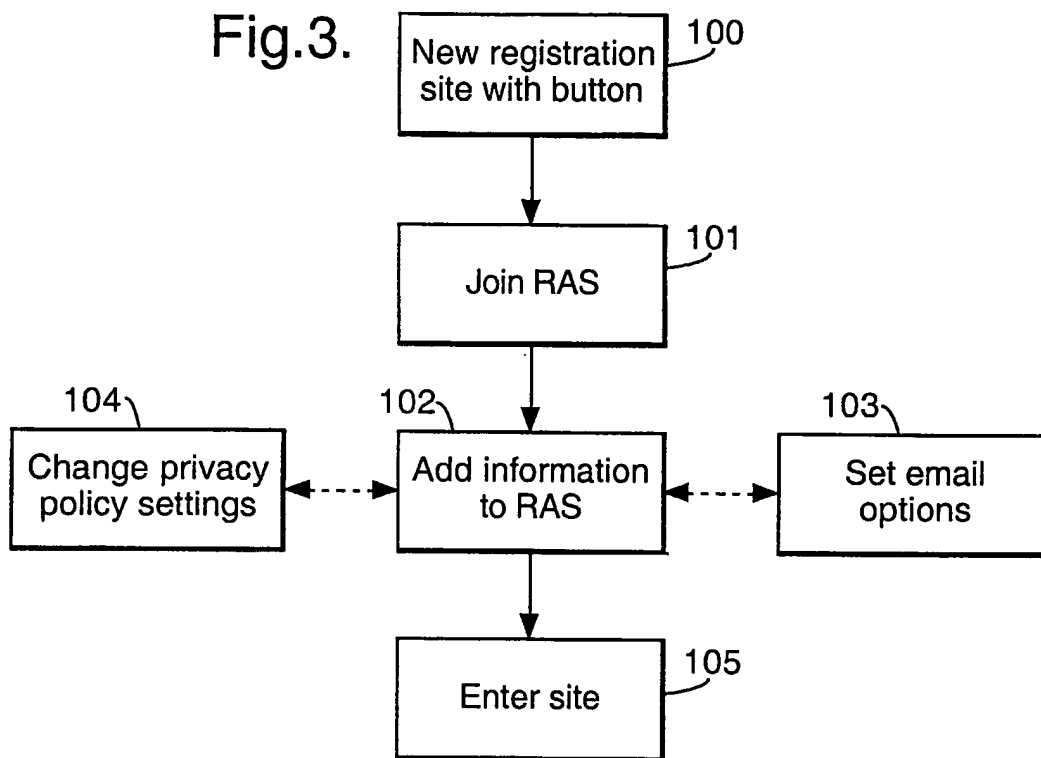 Fig.3.
New registration
site with button
100
Join RAS
101
104
Change privacy
policy settings
102
Add information
to RAS
103
Set email
options
Enter site
105